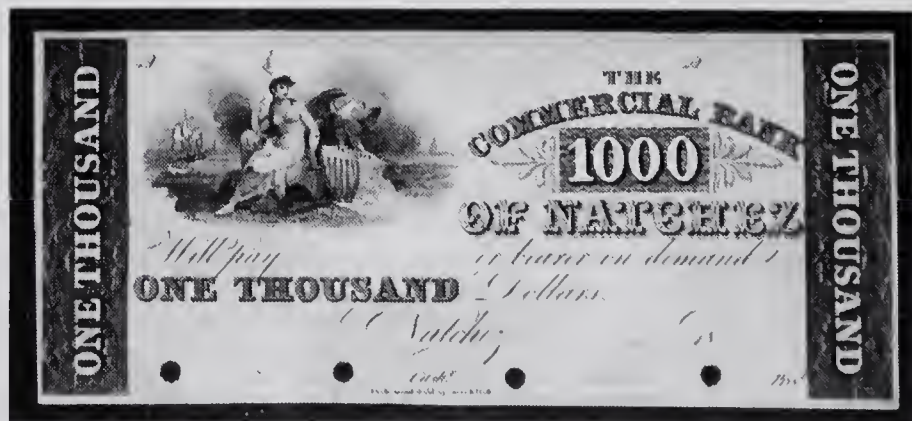 ONE THOUSAND
THE
COMMERCIAL BANK
1000
OF NATCHEZ
Will pay
or bearer on demand
ONE THOUSAND
Dollars.
Natchez
Cash.r
ONE THOUSAND